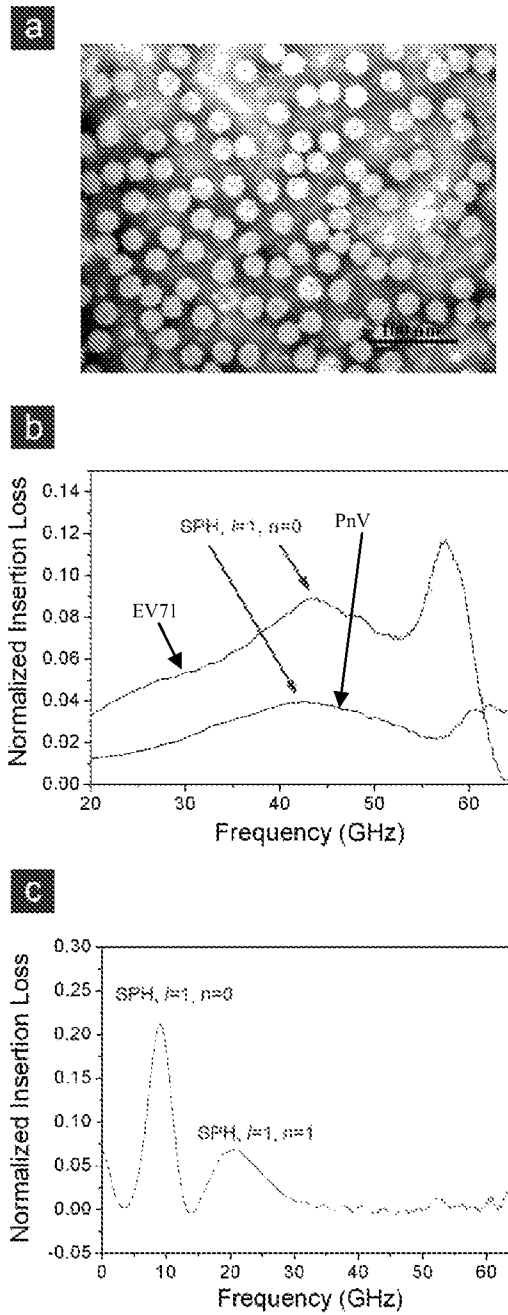 a
100 nm
b
Normalized Insertion Loss
0.14
0.12
0.10
0.08
0.06
0.04
0.02
0.00
SPH, l=1, n=0
PnV
EV71
20
30
40
50
60
Frequency (GHz)
c
Normalized Insertion Loss
0.30
0.25
0.20
0.15
0.10
0.05
0.00
-0.05
SPH, l=1, n=0
SPH, l=1, n=1
0
10
20
30
40
50
60
Frequency (GHz)